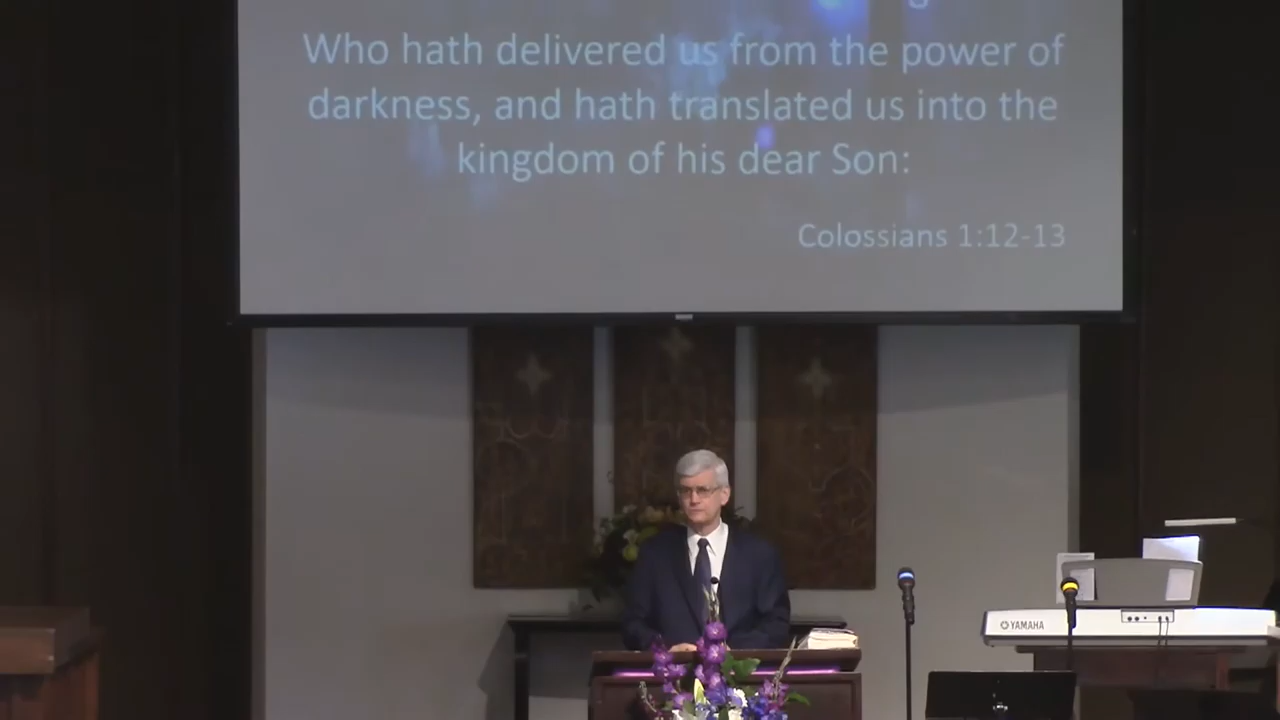 Who hath delivered us from the power of
darkness, and hath translated us into the
kingdom of his dear Son:
Colossians 1:12-13
YAMAHA